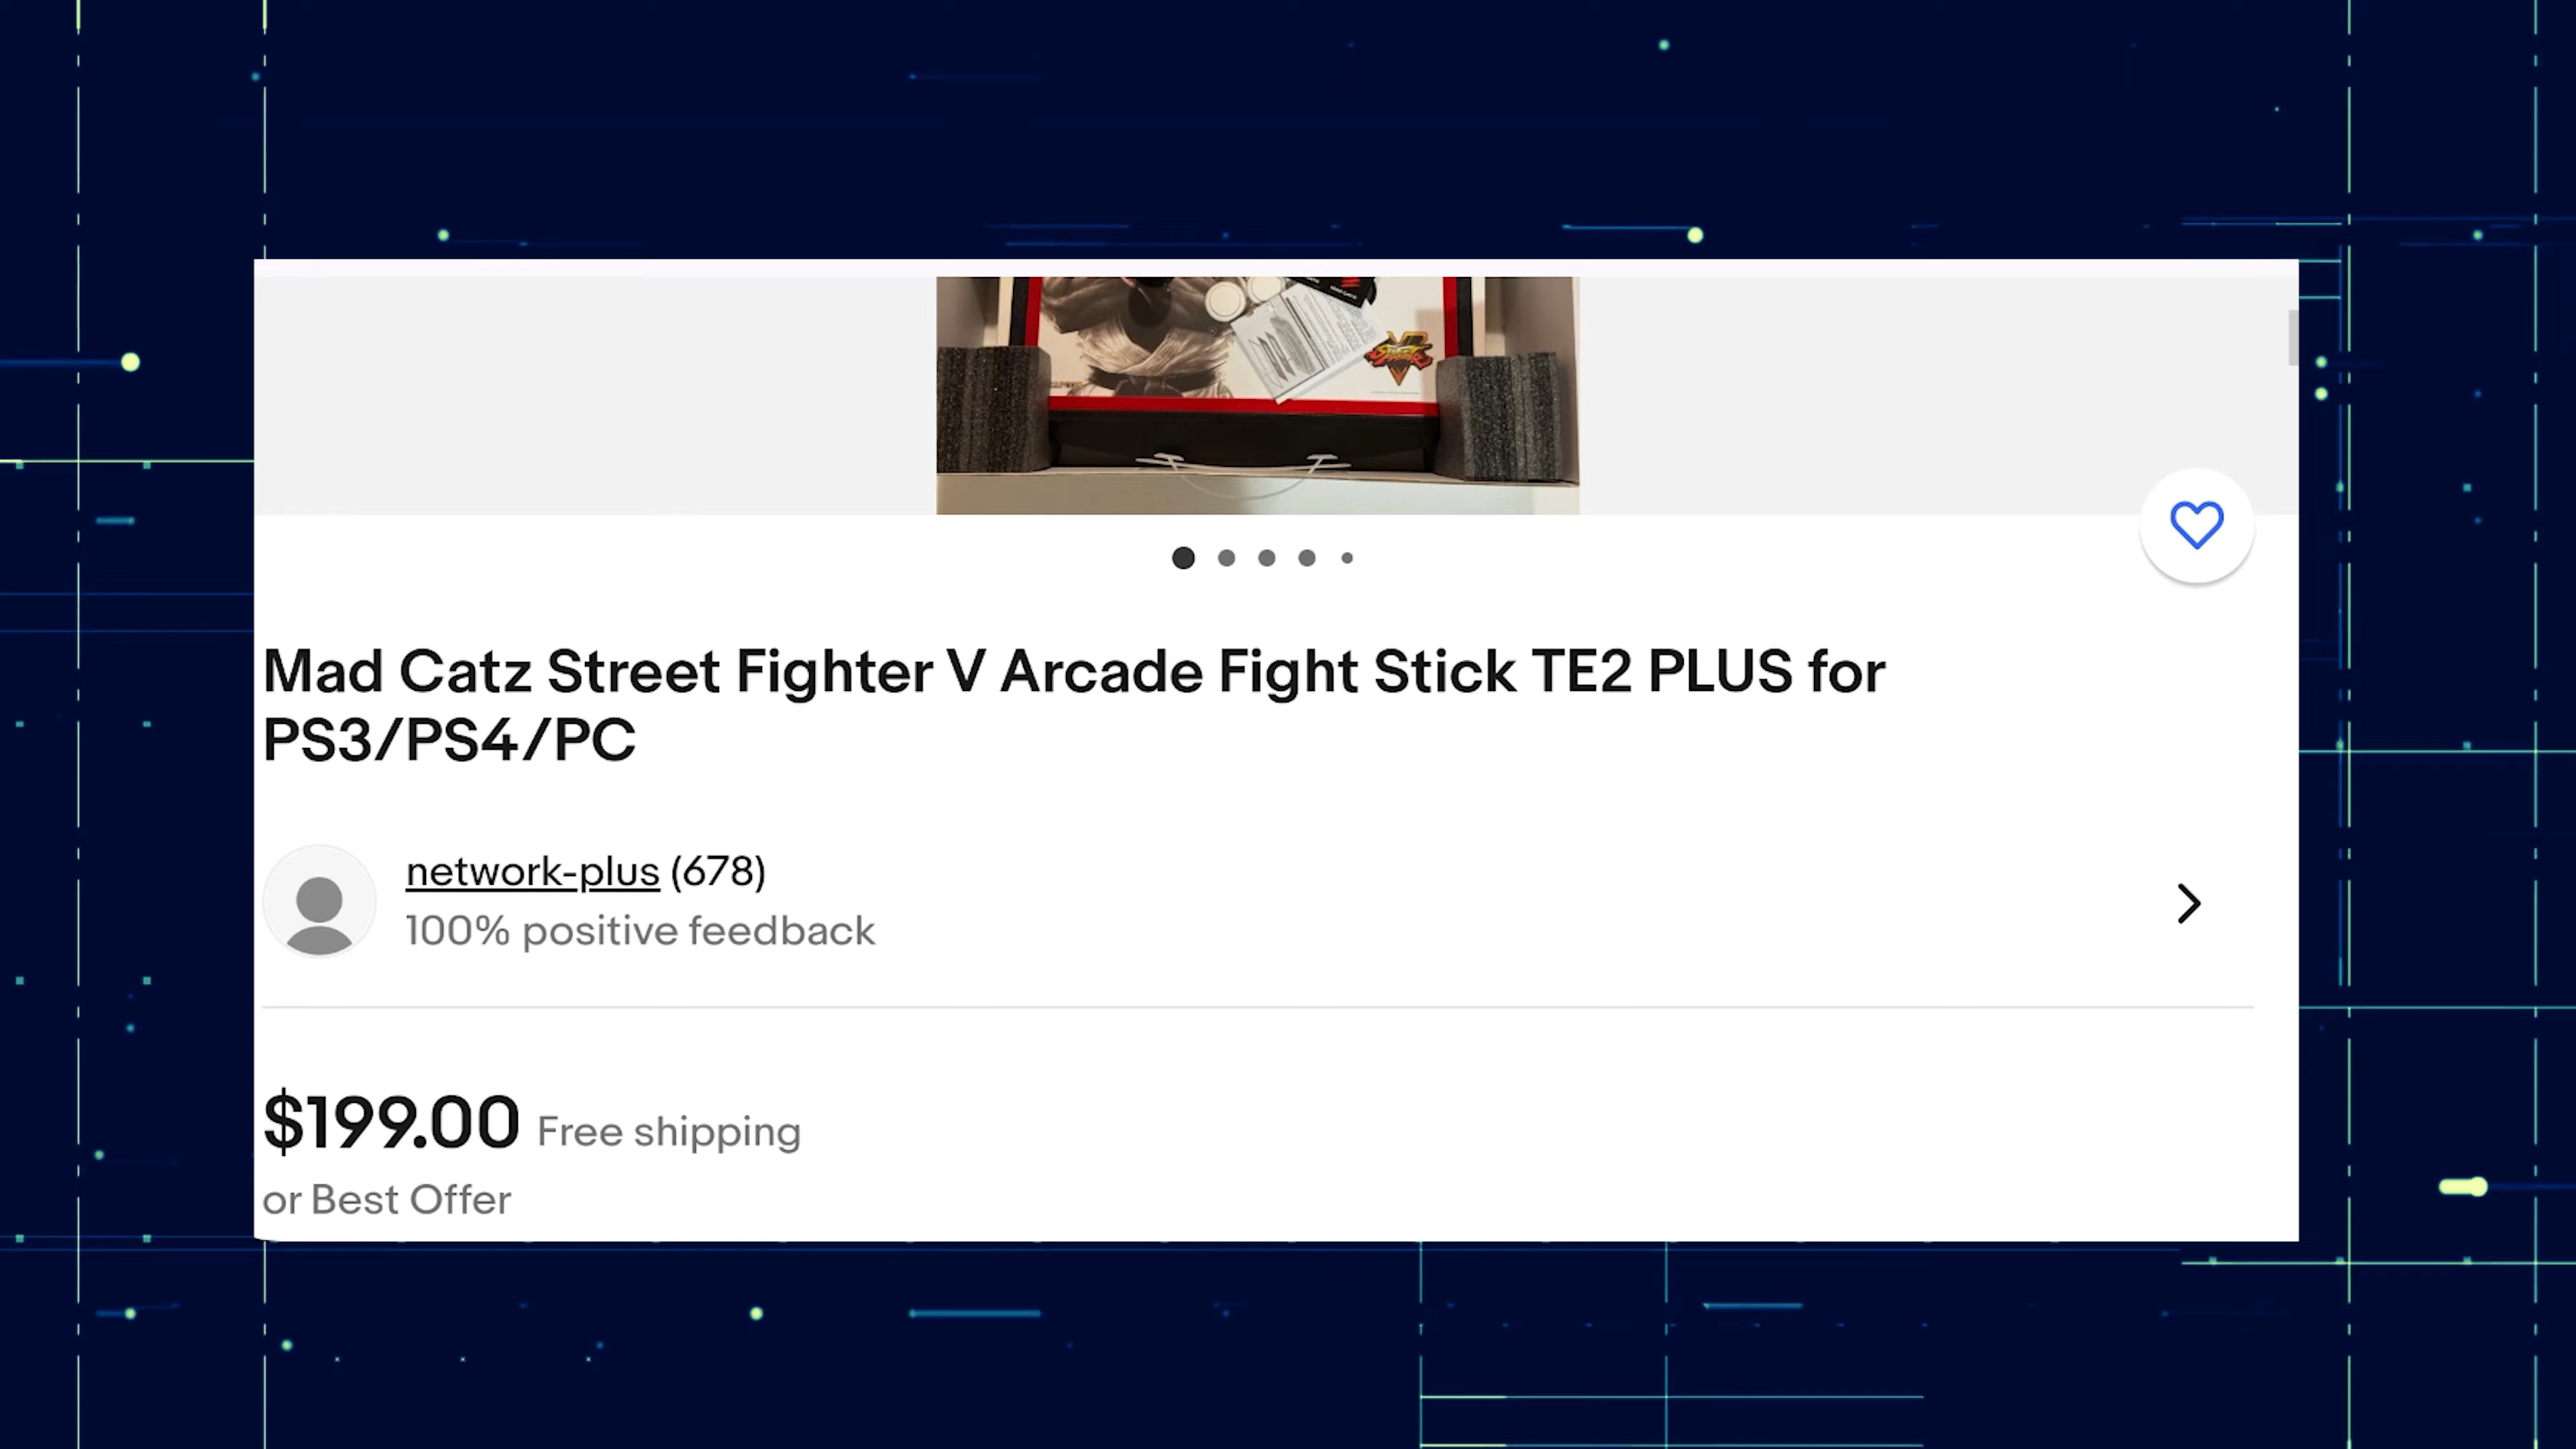 Mad Catz Street Fighter V Arcade Fight Stick TE2 PLUS for
PS3/PS4/PC
network-plus (678)
100% positive feedback
$199.00 Free shipping
or Best Offer